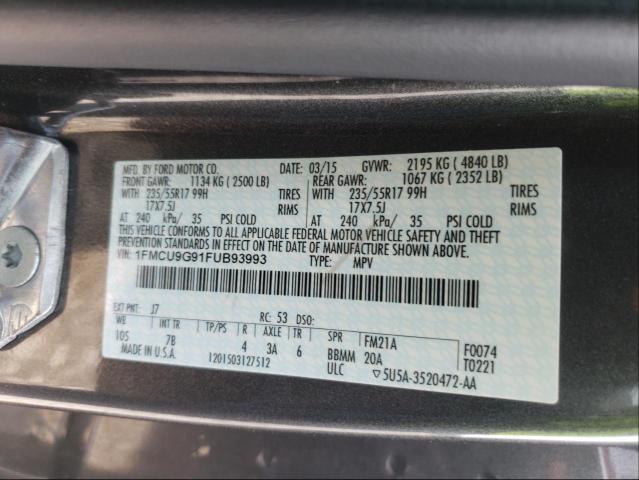 MFD. BY FORD MOTOR CO. DATE: 03/15 GVWR: 2195 KG ( 4840 LB)
FRONT GAWR: 1134 KG ( 2500 LB) REAR GAWR: 1067 KG ( 2352 LB)
WITH 235/55R17 99H TIRES WITH 235/55R17 99H TIRES
17X7.5J RIMS 17X7.5J RIMS
AT 240 kPa/ 35 PSI COLD AT 240 kPa/ 35 PSI COLD
THIS VEHICLE CONFORMS TO ALL APPLICABLE FEDERAL MOTOR VEHICLE SAFETY AND THEFT
PREVENTION STANDARDS IN EFFECT ON THE DATE OF MANUFACTURE SHOWN ABOVE.
1FMCU9G91FUB93993 TYPE: MPV
EXT PNT: J7 RC: 53 DSO:
WB INT TR TP/PS R AXLE TR SPR FM21A F0074
105 7B 4 3A 6 BBMM 20A T0221
MADE IN U.S.A. 1201503127512 ULC ▽5U5A-3520472-AA